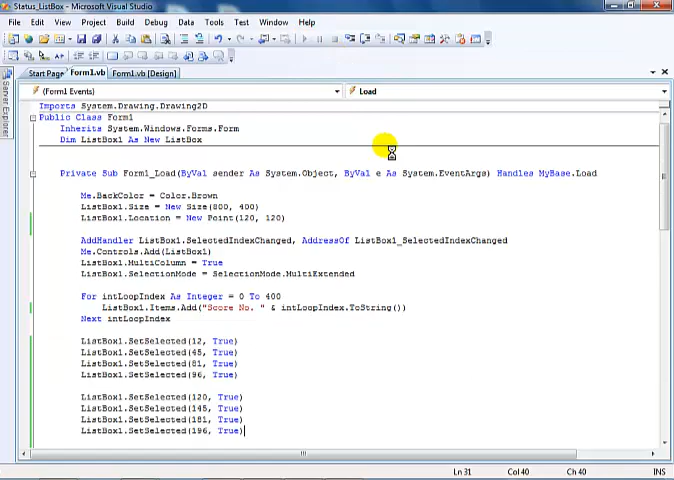 Status_ListBox - Microsoft Visual Studio
File Edit View Project Build Debug Data Tools Test Window Help
Start Page Form1.vb Form1.vb [Design]
Server Explorer
(Form1 Events) Load
Imports System.Drawing.Drawing2D
Public Class Form1
Inherits System.Windows.Forms.Form
Dim ListBox1 As New ListBox
Private Sub Form1_Load(ByVal sender As System.Object, ByVal e As System.EventArgs) Handles MyBase.Load
Me.BackColor = Color.Brown
ListBox1.Size = New Size(800, 400)
ListBox1.Location = New Point(120, 120)
AddHandler ListBox1.SelectedIndexChanged, AddressOf ListBox1_SelectedIndexChanged
Me.Controls.Add(ListBox1)
ListBox1.MultiColumn = True
ListBox1.SelectionMode = SelectionMode.MultiExtended
For intLoopIndex As Integer = 0 To 400
ListBox1.Items.Add("Score No. " & intLoopIndex.ToString())
Next intLoopIndex
ListBox1.SetSelected(12, True)
ListBox1.SetSelected(45, True)
ListBox1.SetSelected(81, True)
ListBox1.SetSelected(96, True)
ListBox1.SetSelected(120, True)
ListBox1.SetSelected(145, True)
ListBox1.SetSelected(181, True)
ListBox1.SetSelected(196, True)
Ln 31 Col 40 Ch 40 INS